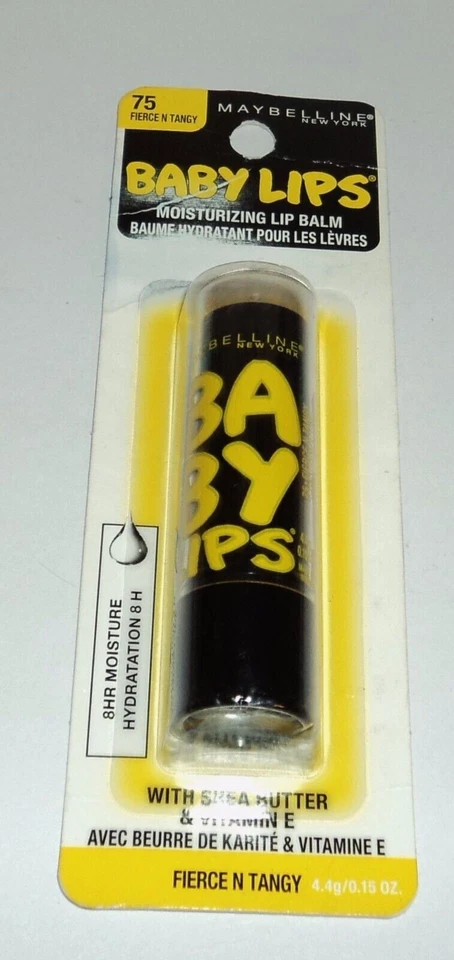 75
FIERCE N TANGY
MAYBELLINE®
NEW YORK
BABY LIPS®
MOISTURIZING LIP BALM
BAUME HYDRATANT POUR LES LÈVRES
BELLINE®
NEW YORK
BA
BY
LIPS®
8HR MOISTURE
HYDRATATION 8 H
WITH SHEA BUTTER
& VITAMIN E
AVEC BEURRE DE KARITÉ & VITAMINE E
FIERCE N TANGY 4.4g/0.15 OZ.